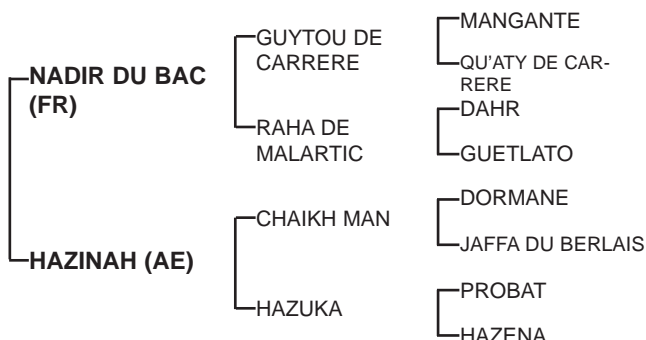 NADIR DU BAC
(FR)
GUYTOU DE
CARRERE
MANGANTE
QU'ATY DE CAR-
RERE
RAHA DE
MALARTIC
DAHR
GUETLATO
HAZINAH (AE)
CHAIKH MAN
DORMANE
JAFFA DU BERLAIS
HAZUKA
PROBAT
HAZENA